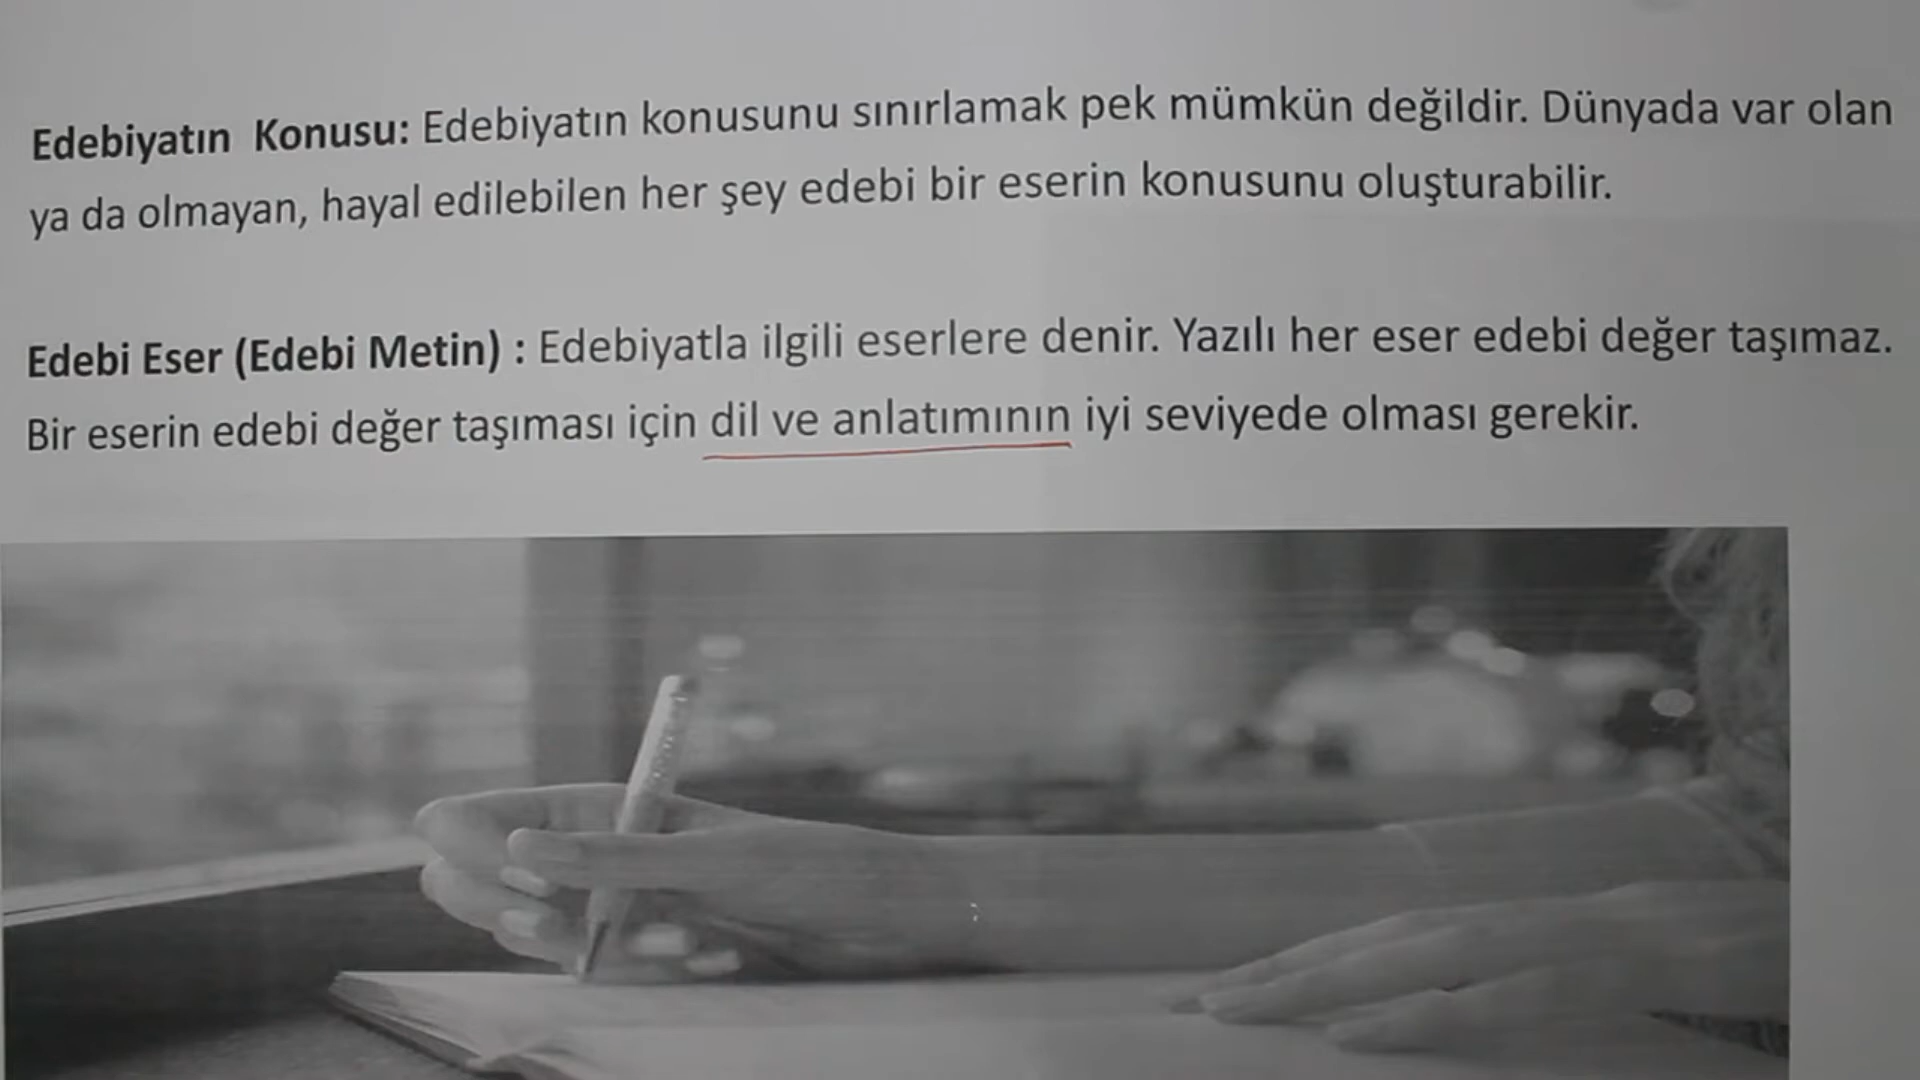 Edebiyatın Konusu: Edebiyatın konusunu sınırlamak pek mümkün değildir. Dünyada var olan
ya da olmayan, hayal edilebilen her şey edebi bir eserin konusunu oluşturabilir.
Edebi Eser (Edebi Metin) : Edebiyatla ilgili eserlere denir. Yazılı her eser edebi değer taşımaz.
Bir eserin edebi değer taşıması için dil ve anlatımının iyi seviyede olması gerekir.